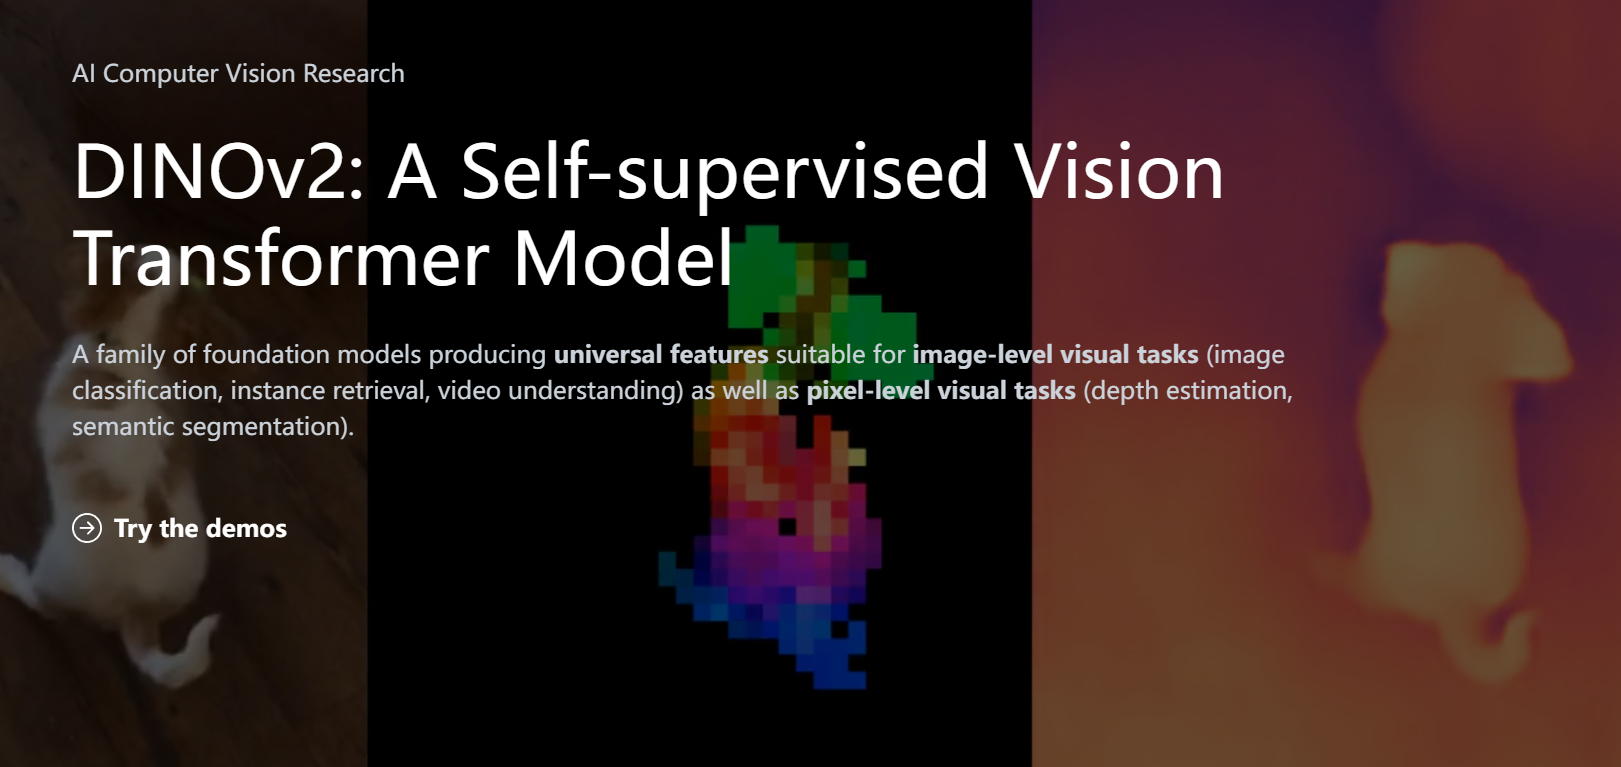 AI Computer Vision Research
DINOv2: A Self-supervised Vision
Transformer Model
A family of foundation models producing universal features suitable for image-level visual tasks (image
classification, instance retrieval, video understanding) as well as pixel-level visual tasks (depth estimation,
semantic segmentation).
Try the demos